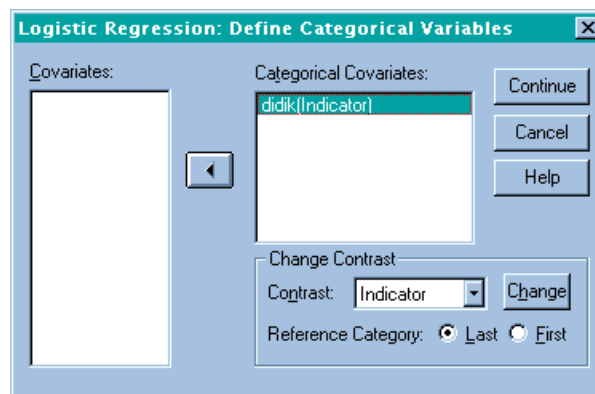 Logistic Regression: Define Categorical Variables
Covariates:
Categorical Covariates:
didik(Indicator)
Continue
Cancel
Help
Change Contrast
Contrast: Indicator Change
Reference Category: Last First